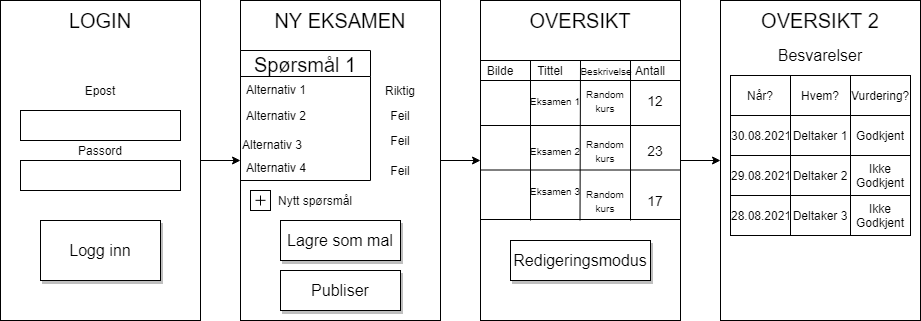 LOGIN
Epost
Passord
Logg inn
NY EKSAMEN
Spørsmål 1
Alternativ 1 Riktig
Alternativ 2 Feil
Alternativ 3 Feil
Alternativ 4 Feil
+ Nytt spørsmål
Lagre som mal
Publiser
OVERSIKT
Bilde Tittel Beskrivelse Antall
Eksamen 1 Random kurs 12
Eksamen 2 Random kurs 23
Eksamen 3 Random kurs 17
Redigeringsmodus
OVERSIKT 2
Besvarelser
Når? Hvem? Vurdering?
30.08.2021 Deltaker 1 Godkjent
29.08.2021 Deltaker 2 Ikke Godkjent
28.08.2021 Deltaker 3 Ikke Godkjent